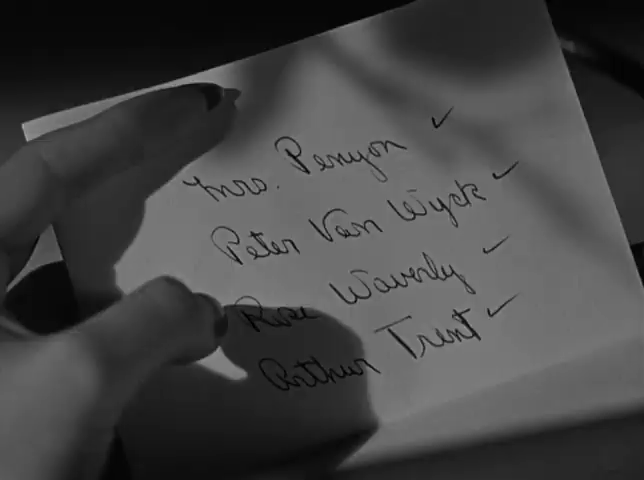 Mrs. Penyon ✓
Peter Van Wyck ✓
Rose Waverly ✓
Arthur Trent ✓